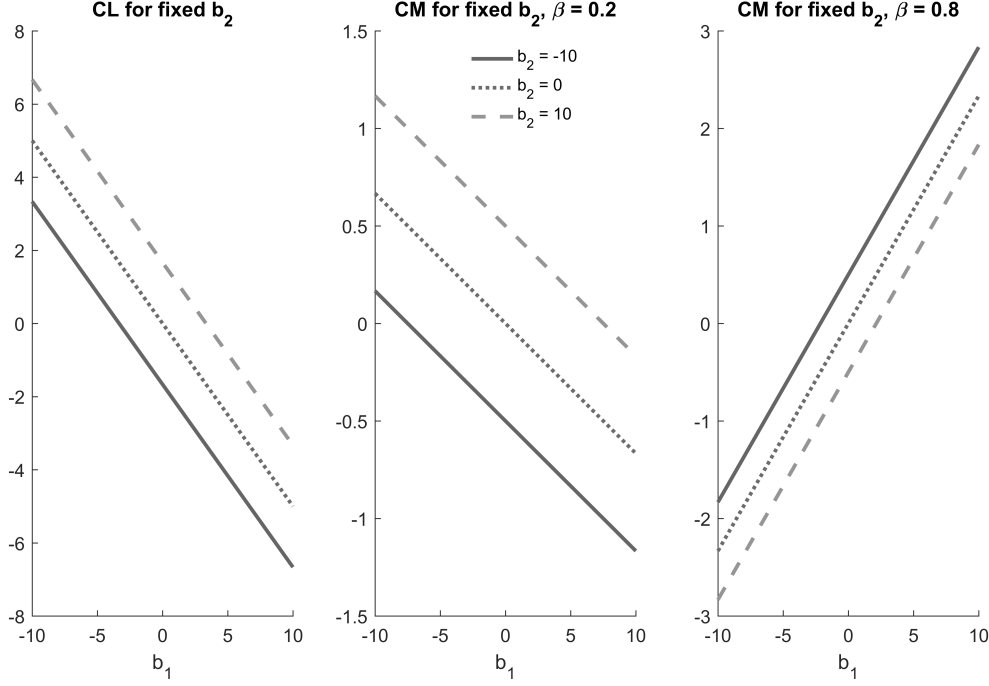 CL for fixed b2
8
6
4
2
0
-2
-4
-6
-8
-10 -5 0 5 10
b1
CM for fixed b2, β = 0.2
1.5
1
0.5
0
-0.5
-1
-1.5
-10 -5 0 5 10
b1
b2 = -10
b2 = 0
b2 = 10
CM for fixed b2, β = 0.8
3
2
1
0
-1
-2
-3
-10 -5 0 5 10
b1